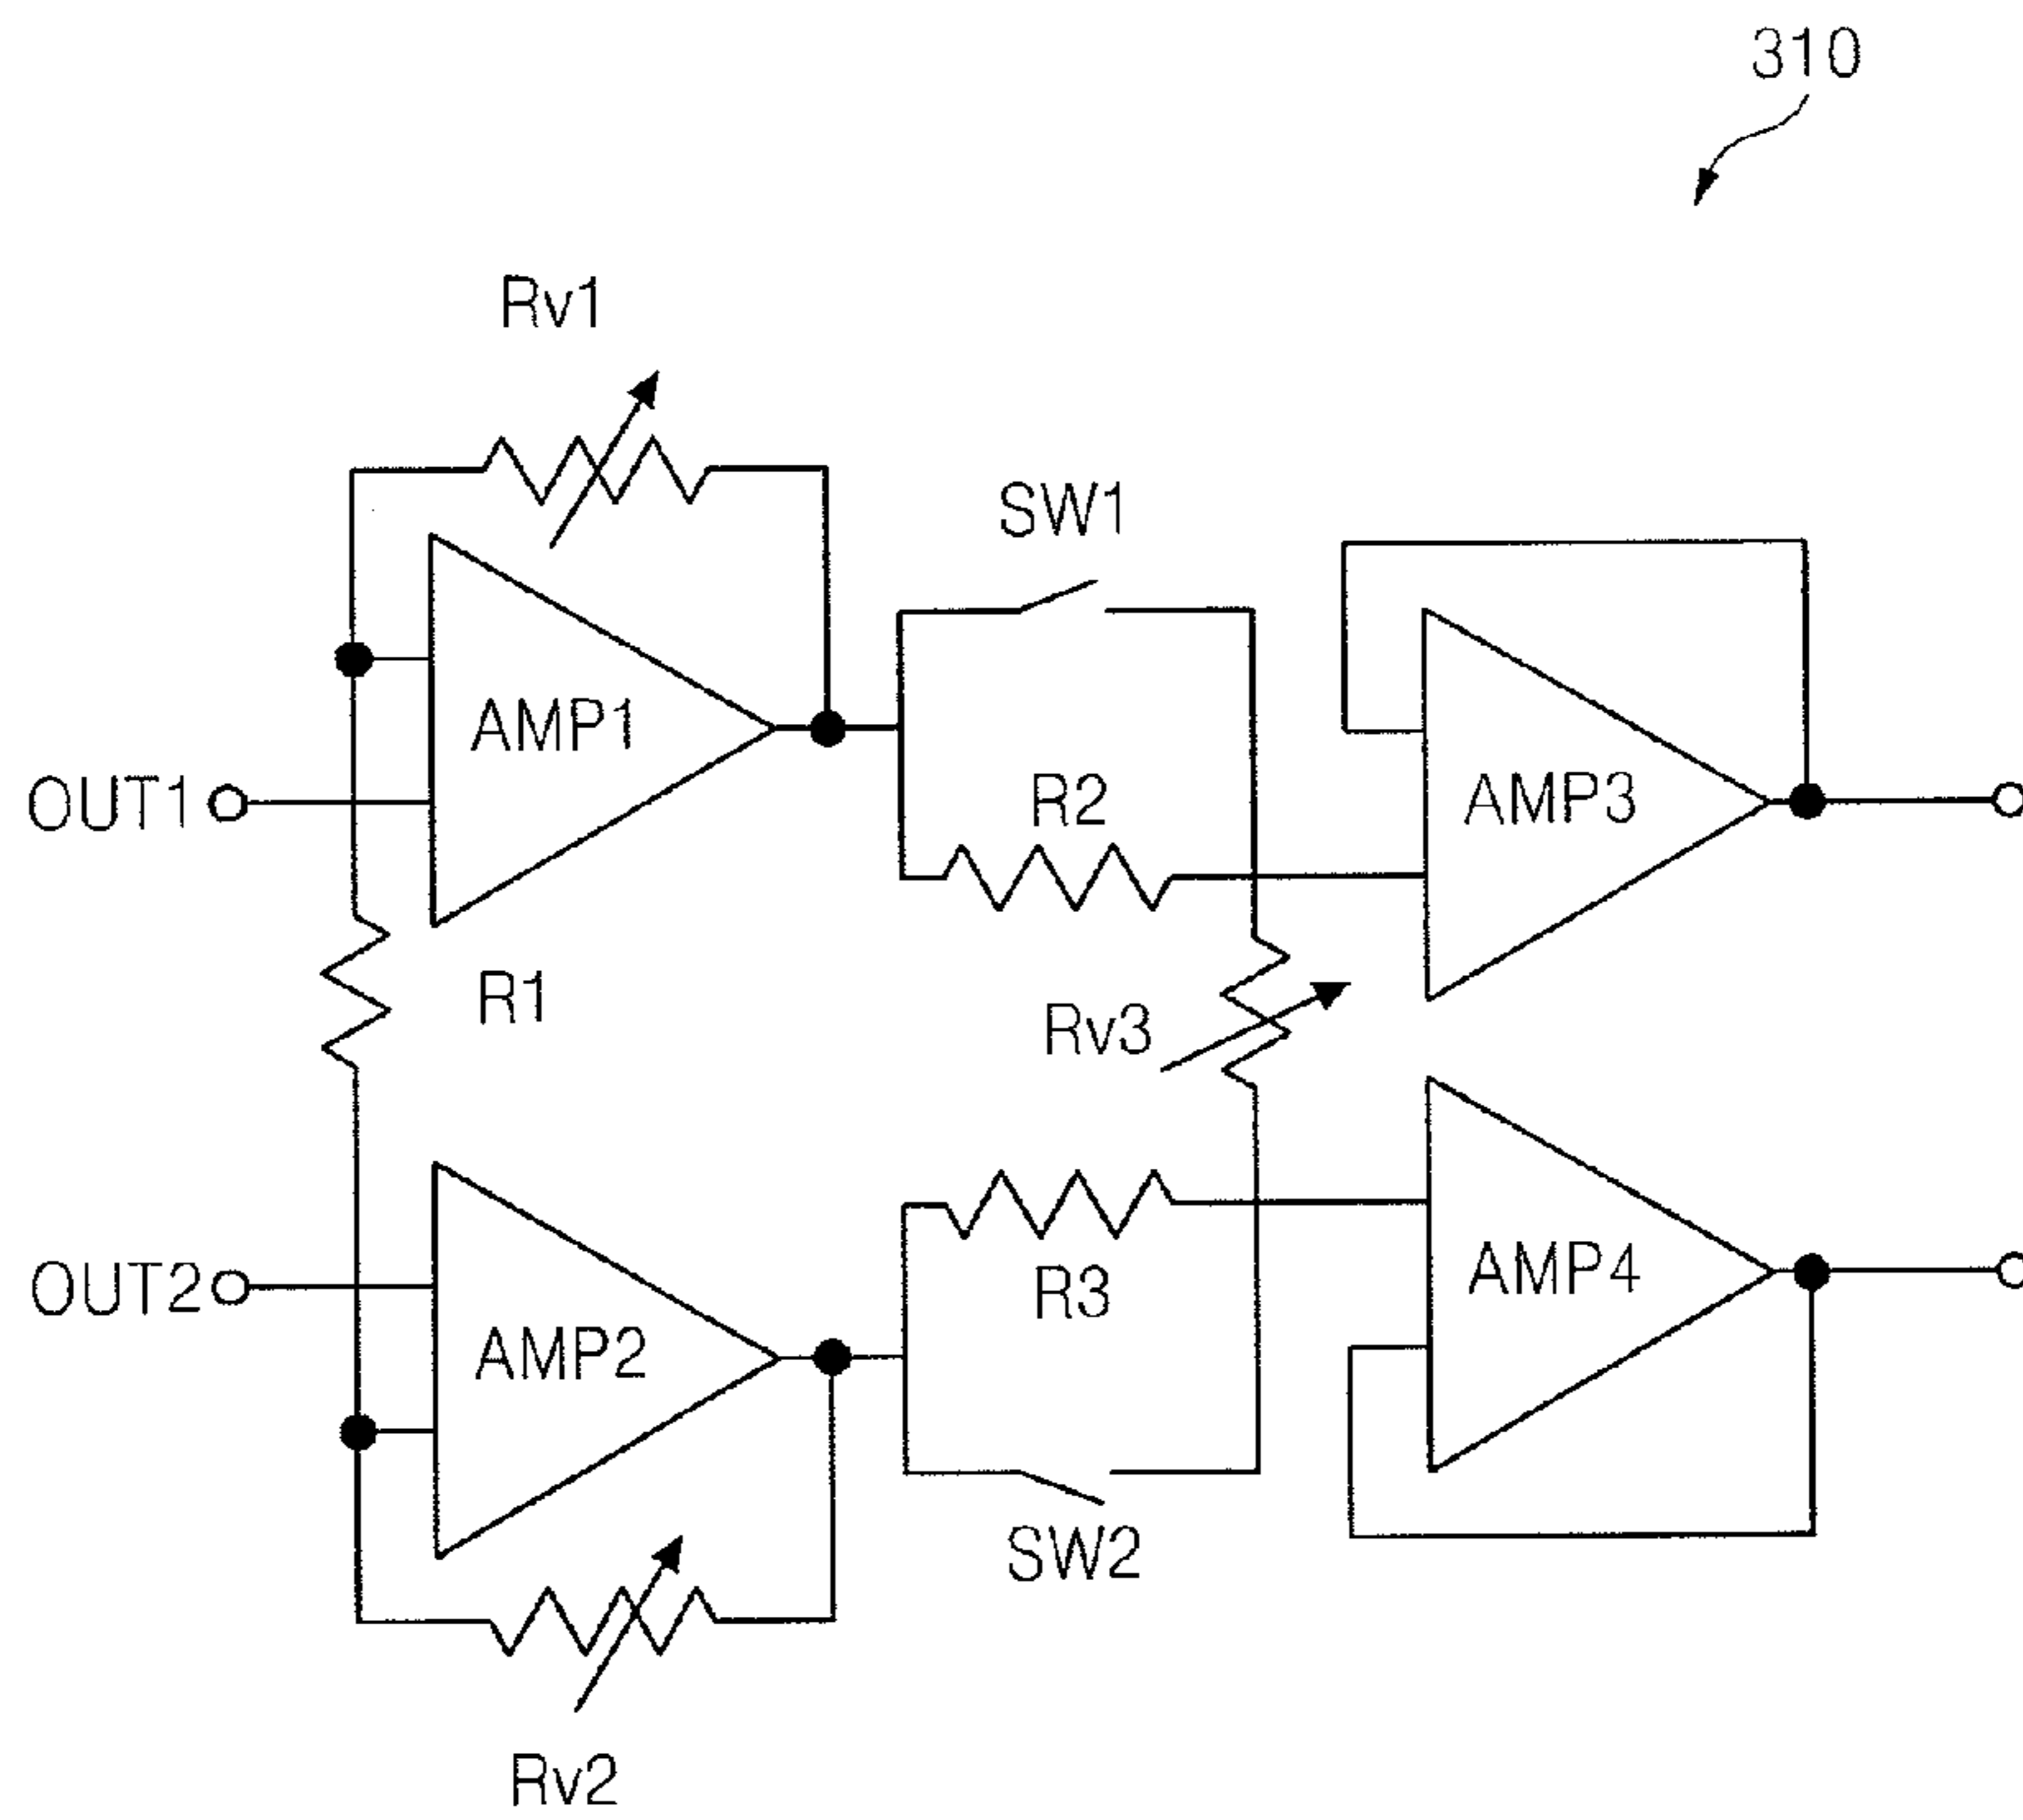 310
Rv1
SW1
AMP1
R2
AMP3
OUT1
R1
Rv3
OUT2
R3
AMP4
AMP2
SW2
Rv2